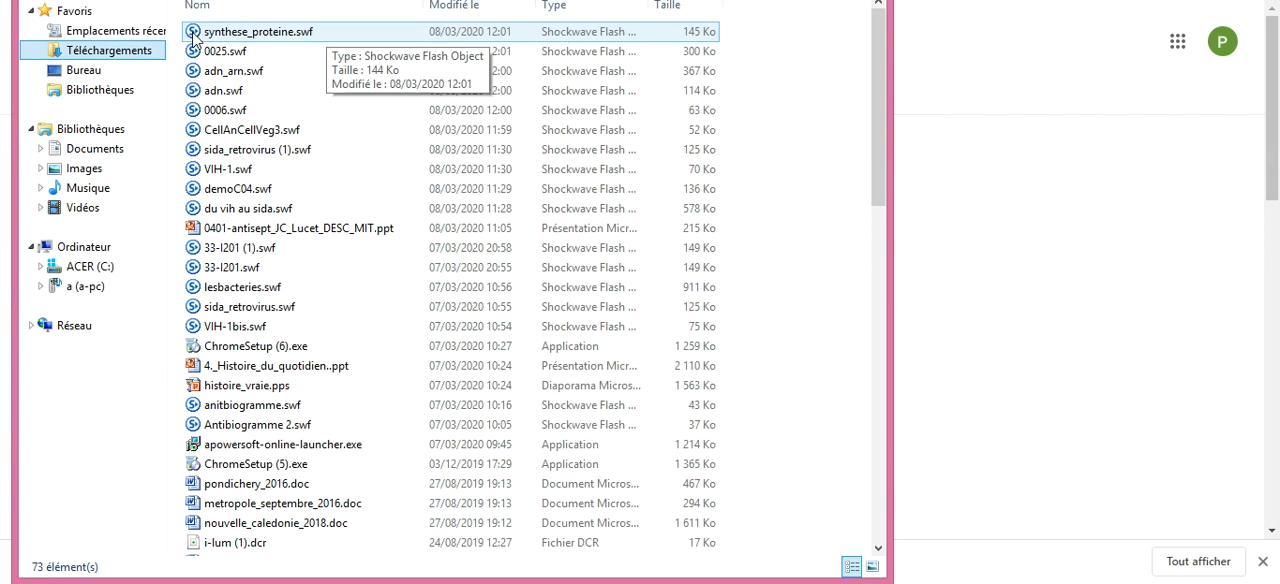 Nom Modifié le Type Taille
Favoris
Emplacements récer
Téléchargements
Bureau
Bibliothèques
Bibliothèques
Documents
Images
Musique
Vidéos
Ordinateur
ACER (C:)
a (a-pc)
Réseau
synthese_proteine.swf 08/03/2020 12:01 Shockwave Flash ... 145 Ko
0025.swf 12:01 Shockwave Flash ... 300 Ko
adn_arn.swf 12:00 Shockwave Flash ... 367 Ko
adn.swf 12:00 Shockwave Flash ... 114 Ko
Type : Shockwave Flash Object
Taille : 144 Ko
Modifié le : 08/03/2020 12:01
0006.swf 08/03/2020 12:00 Shockwave Flash ... 63 Ko
CellAnCellVeg3.swf 08/03/2020 11:59 Shockwave Flash ... 52 Ko
sida_retrovirus (1).swf 08/03/2020 11:30 Shockwave Flash ... 125 Ko
VIH-1.swf 08/03/2020 11:30 Shockwave Flash ... 70 Ko
demoC04.swf 08/03/2020 11:29 Shockwave Flash ... 136 Ko
du vih au sida.swf 08/03/2020 11:28 Shockwave Flash ... 578 Ko
0401-antisept_JC_Lucet_DESC_MIT.ppt 08/03/2020 11:05 Présentation Micr... 215 Ko
33-I201 (1).swf 07/03/2020 20:58 Shockwave Flash ... 149 Ko
33-I201.swf 07/03/2020 20:55 Shockwave Flash ... 149 Ko
lesbacteries.swf 07/03/2020 10:56 Shockwave Flash ... 911 Ko
sida_retrovirus.swf 07/03/2020 10:55 Shockwave Flash ... 125 Ko
VIH-1bis.swf 07/03/2020 10:54 Shockwave Flash ... 75 Ko
ChromeSetup (6).exe 07/03/2020 10:27 Application 1 259 Ko
4._Histoire_du_quotidien..ppt 07/03/2020 10:24 Présentation Micr... 2 110 Ko
histoire_vraie.pps 07/03/2020 10:24 Diaporama Micros... 1 563 Ko
anitbiogramme.swf 07/03/2020 10:16 Shockwave Flash ... 43 Ko
Antibiogramme 2.swf 07/03/2020 10:05 Shockwave Flash ... 37 Ko
apowersoft-online-launcher.exe 07/03/2020 09:45 Application 1 214 Ko
ChromeSetup (5).exe 03/12/2019 17:29 Application 1 365 Ko
pondichery_2016.doc 27/08/2019 19:13 Document Micros... 467 Ko
metropole_septembre_2016.doc 27/08/2019 19:13 Document Micros... 294 Ko
nouvelle_caledonie_2018.doc 27/08/2019 19:12 Document Micros... 1 611 Ko
i-lum (1).dcr 24/08/2019 12:27 Fichier DCR 17 Ko
73 élément(s)
P
Tout afficher